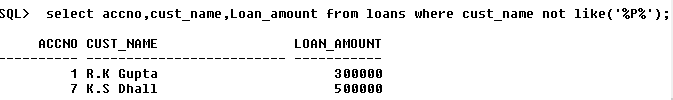 SQL>  select accno,cust_name,Loan_amount from loans where cust_name not like('%P%');
ACCNO CUST_NAME LOAN_AMOUNT
---------- ------------------------- -----------
1 R.K Gupta 300000
7 K.S Dhall 500000